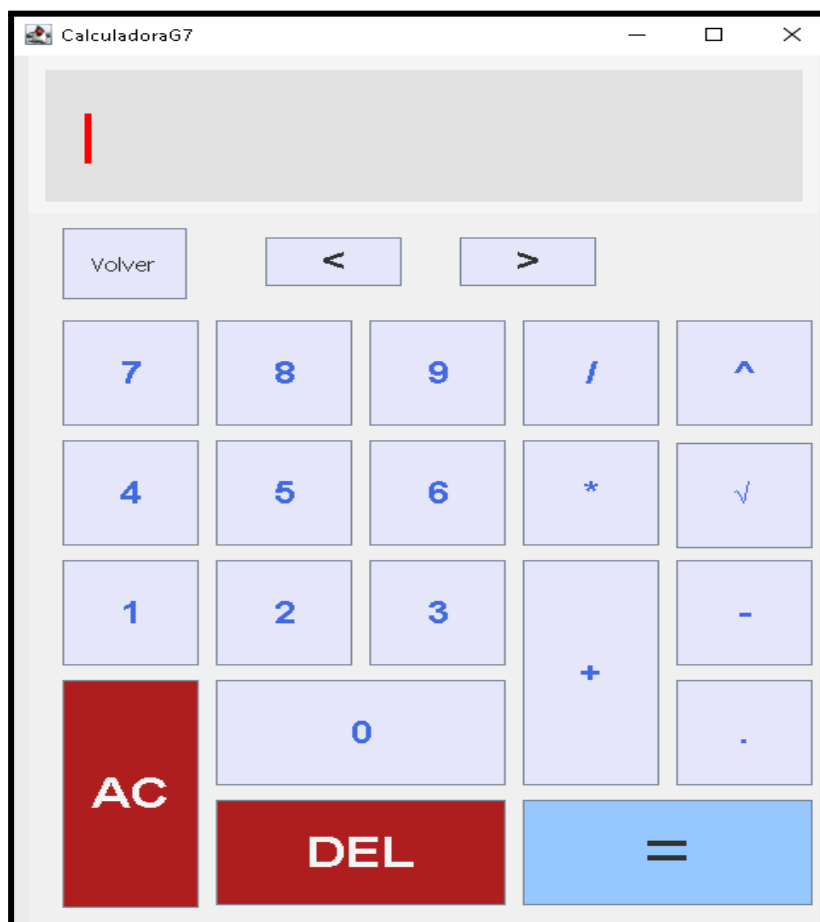 CalculadoraG7
Volver < >
7 8 9 / ^
4 5 6 * √
1 2 3 + -
AC 0 .
DEL =